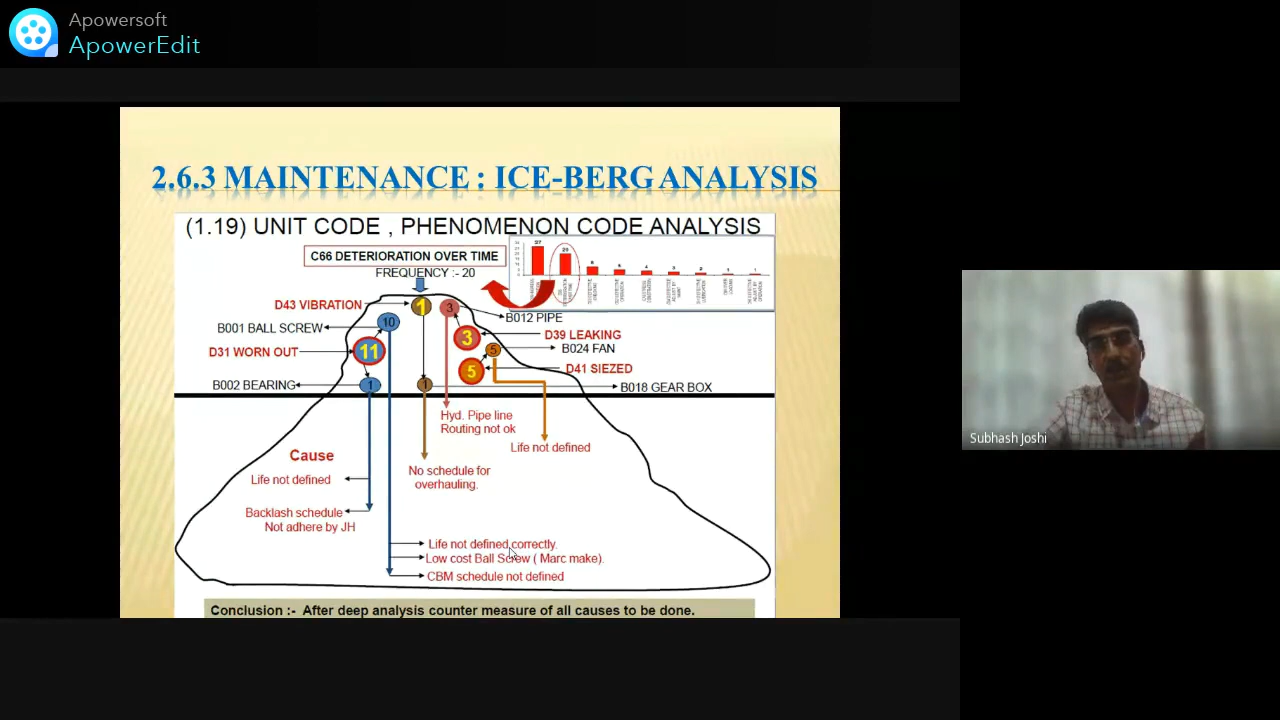 Apowersoft
ApowerEdit
2.6.3 MAINTENANCE : ICE-BERG ANALYSIS
(1.19) UNIT CODE , PHENOMENON CODE ANALYSIS
C66 DETERIORATION OVER TIME
FREQUENCY :- 20
D43 VIBRATION
1
3
B012 PIPE
B001 BALL SCREW
10
3
D39 LEAKING
D31 WORN OUT
11
5
B024 FAN
5
D41 SIEZED
B002 BEARING
1
1
B018 GEAR BOX
Hyd. Pipe line
Routing not ok
Life not defined
Cause
No schedule for
overhauling.
Life not defined
Backlash schedule
Not adhere by JH
Life not defined correctly.
Low cost Ball Screw ( Marc make).
CBM schedule not defined
Conclusion :- After deep analysis counter measure of all causes to be done.
Subhash Joshi